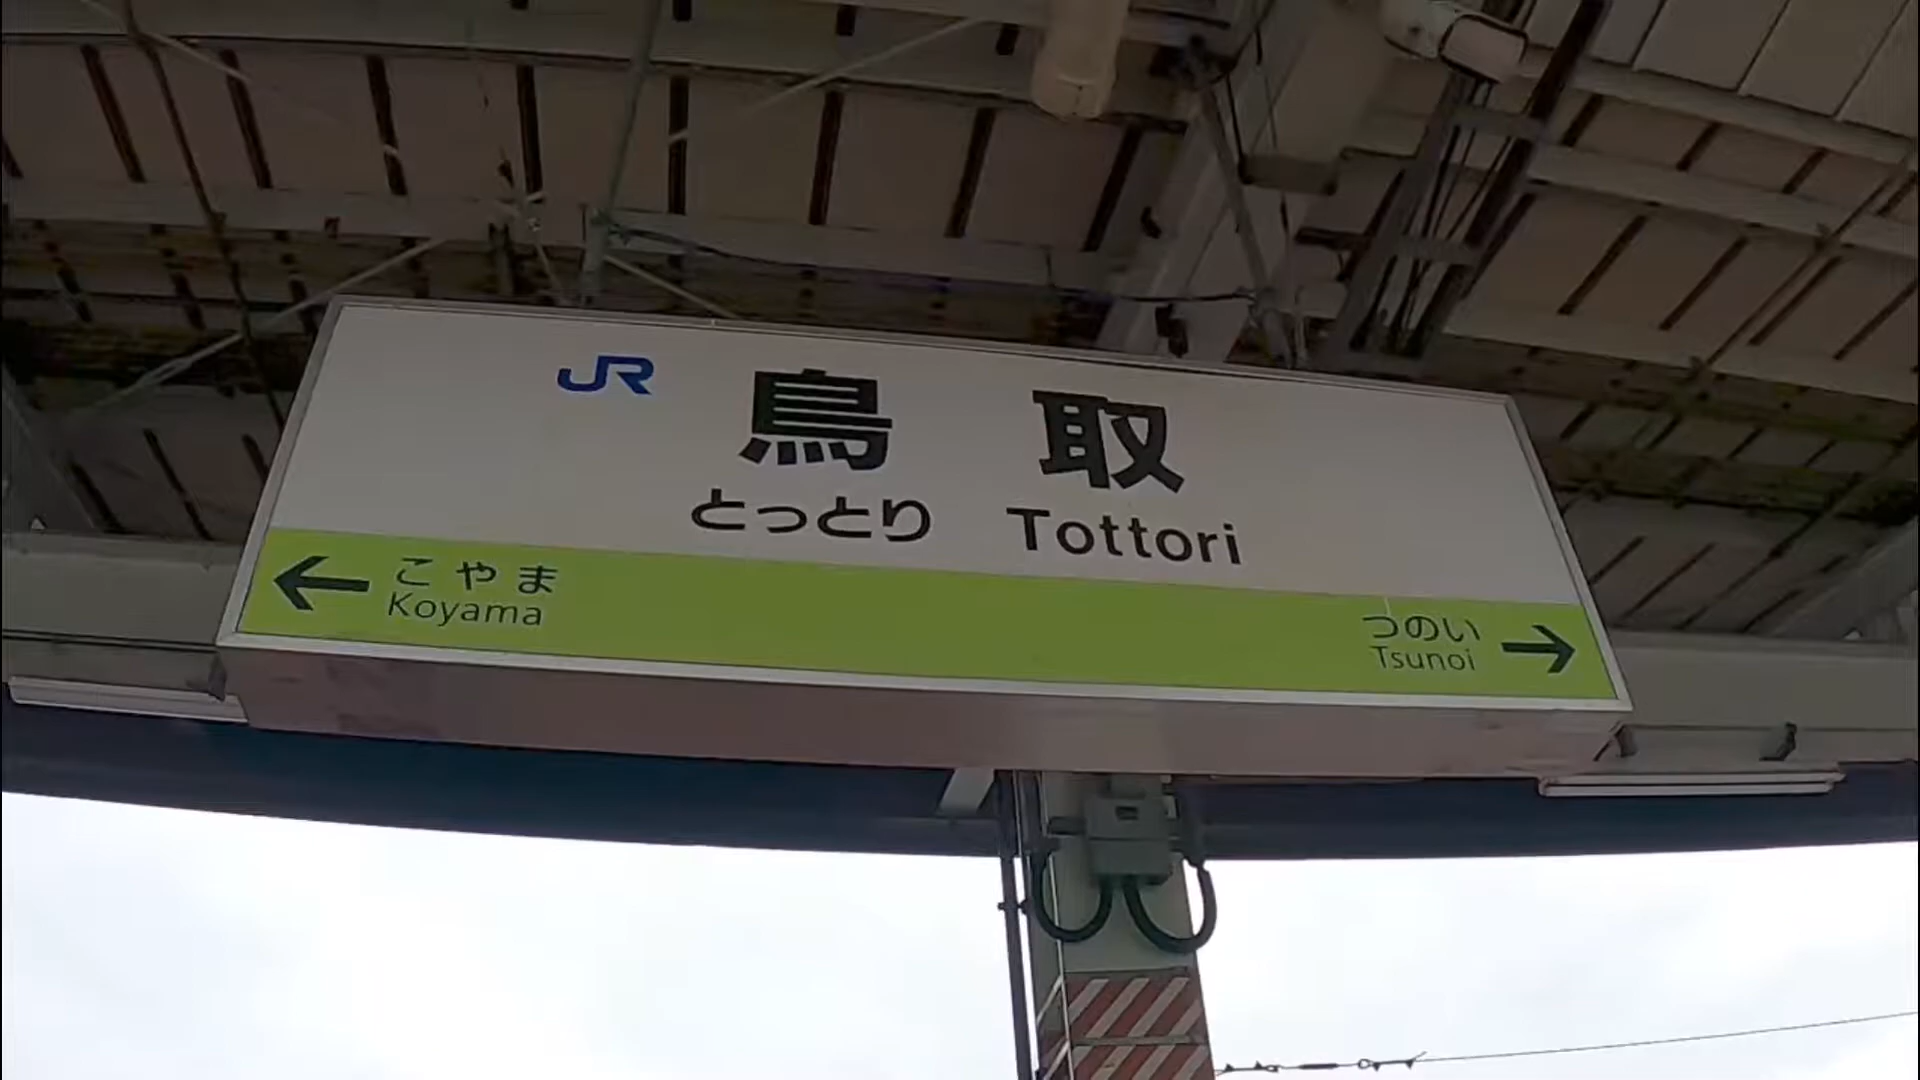 JR 鳥取
とっとり Tottori
← こやま
Koyama
つのい →
Tsunoi